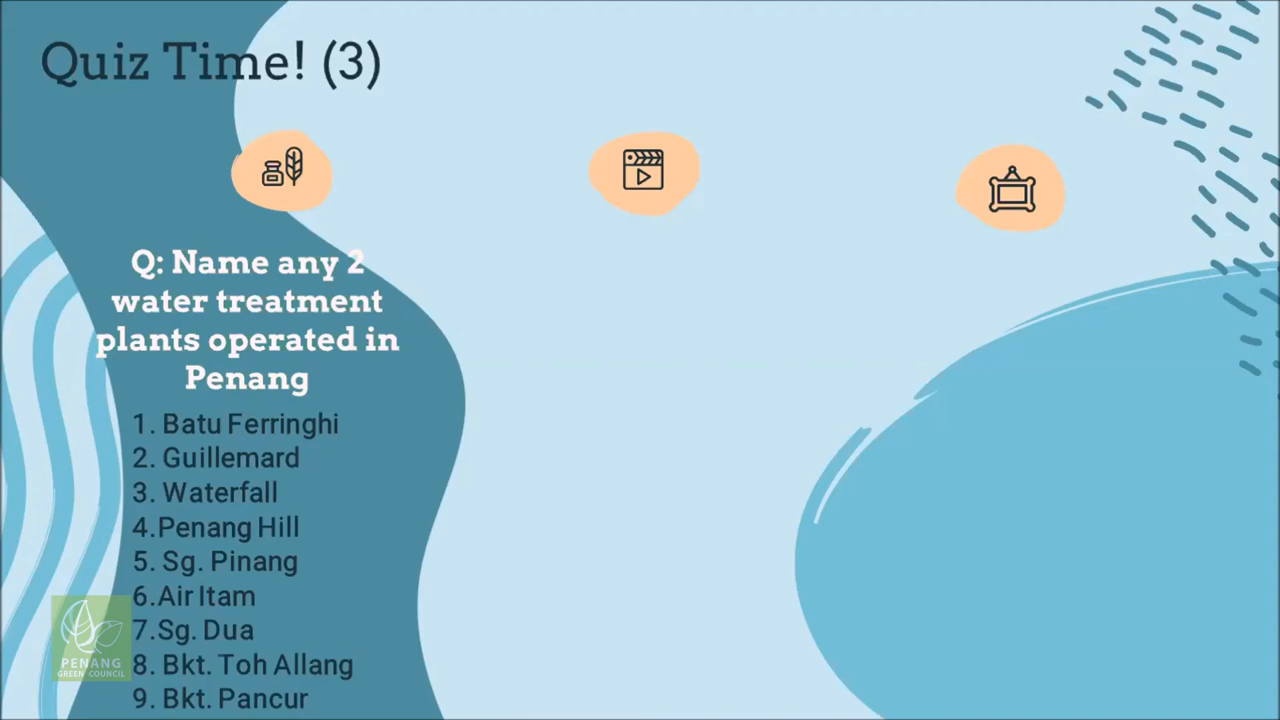 Quiz Time! (3)
Q: Name any 2
water treatment
plants operated in
Penang
1. Batu Ferringhi
2. Guillemard
3. Waterfall
4.Penang Hill
5. Sg. Pinang
6.Air Itam
7.Sg. Dua
8. Bkt. Toh Allang
9. Bkt. Pancur
PENANG
GREEN COUNCIL